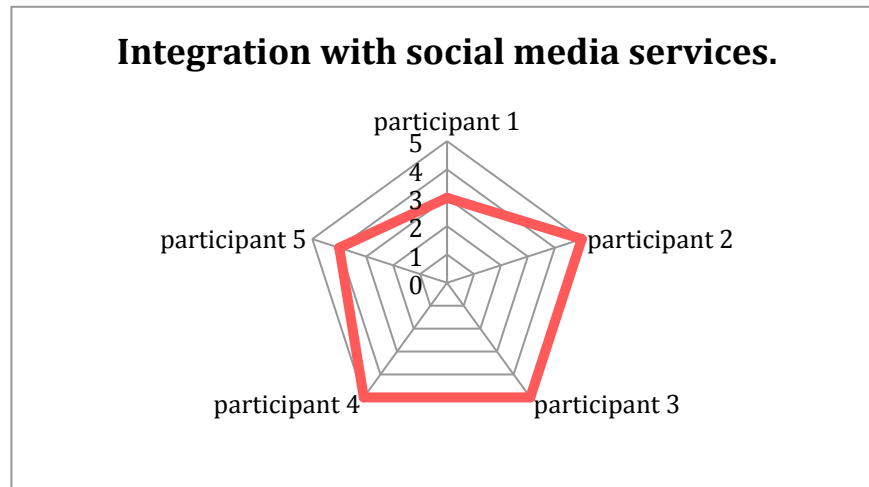 Integration with social media services.
participant 1
5
4
3
2
1
0
participant 5
participant 2
participant 4
participant 3